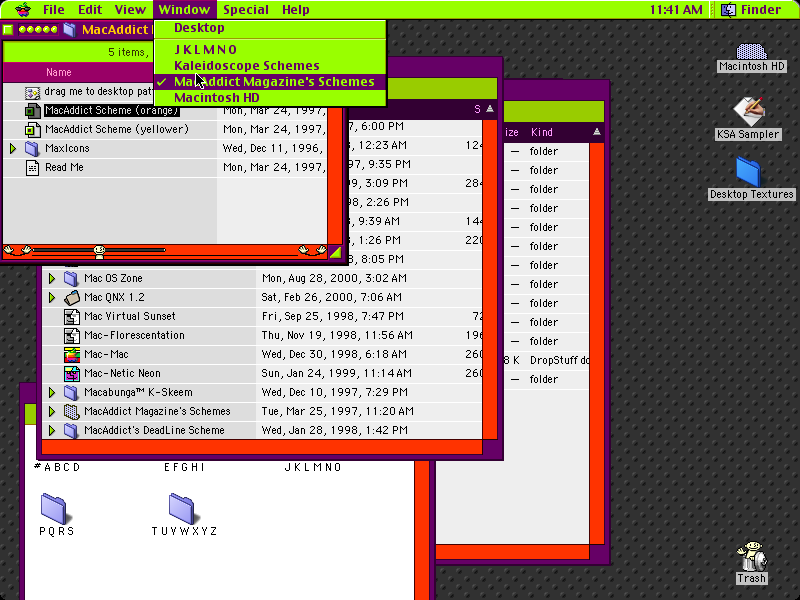 File Edit View Window Special Help 11:41 AM Finder
Desktop
J K L M N O
Kaleidoscope Schemes
✓ MacAddict Magazine's Schemes
Macintosh HD
MacAddict
5 items,
Name
drag me to desktop pat
MacAddict Scheme (orange) Mon, Mar 24, 1997,
MacAddict Scheme (yellower) Mon, Mar 24, 1997,
MaxIcons Wed, Dec 11, 1996,
Read Me Mon, Mar 24, 1997,
S
7, 6:00 PM
, 12:23 AM 124
97, 9:35 PM
, 3:09 PM 284
98, 2:26 PM
, 9:39 AM 144
, 1:26 PM 220
8:05 PM
Mac OS Zone Mon, Aug 28, 2000, 3:02 AM
Mac QNX 1.2 Sat, Feb 26, 2000, 7:06 AM
Mac Virtual Sunset Fri, Sep 25, 1998, 7:47 PM 72
Mac-Florescentation Thu, Nov 19, 1998, 11:56 AM 196
Mac-Mac Wed, Dec 30, 1998, 6:18 AM 260
Mac-Netic Neon Sun, Jan 24, 1999, 11:14 AM 260
Macabunga™ K-Skeem Wed, Dec 10, 1997, 7:29 PM
MacAddict Magazine's Schemes Tue, Mar 25, 1997, 11:20 AM
MacAddict's DeadLine Scheme Wed, Jan 28, 1998, 1:42 PM
ize Kind
— folder
— folder
— folder
— folder
— folder
— folder
— folder
— folder
— folder
— folder
— folder
8 K DropStuff do
— folder
# A B C D E F G H I J K L M N O
P Q R S T U V W X Y Z
Macintosh HD
KSA Sampler
Desktop Textures
Trash